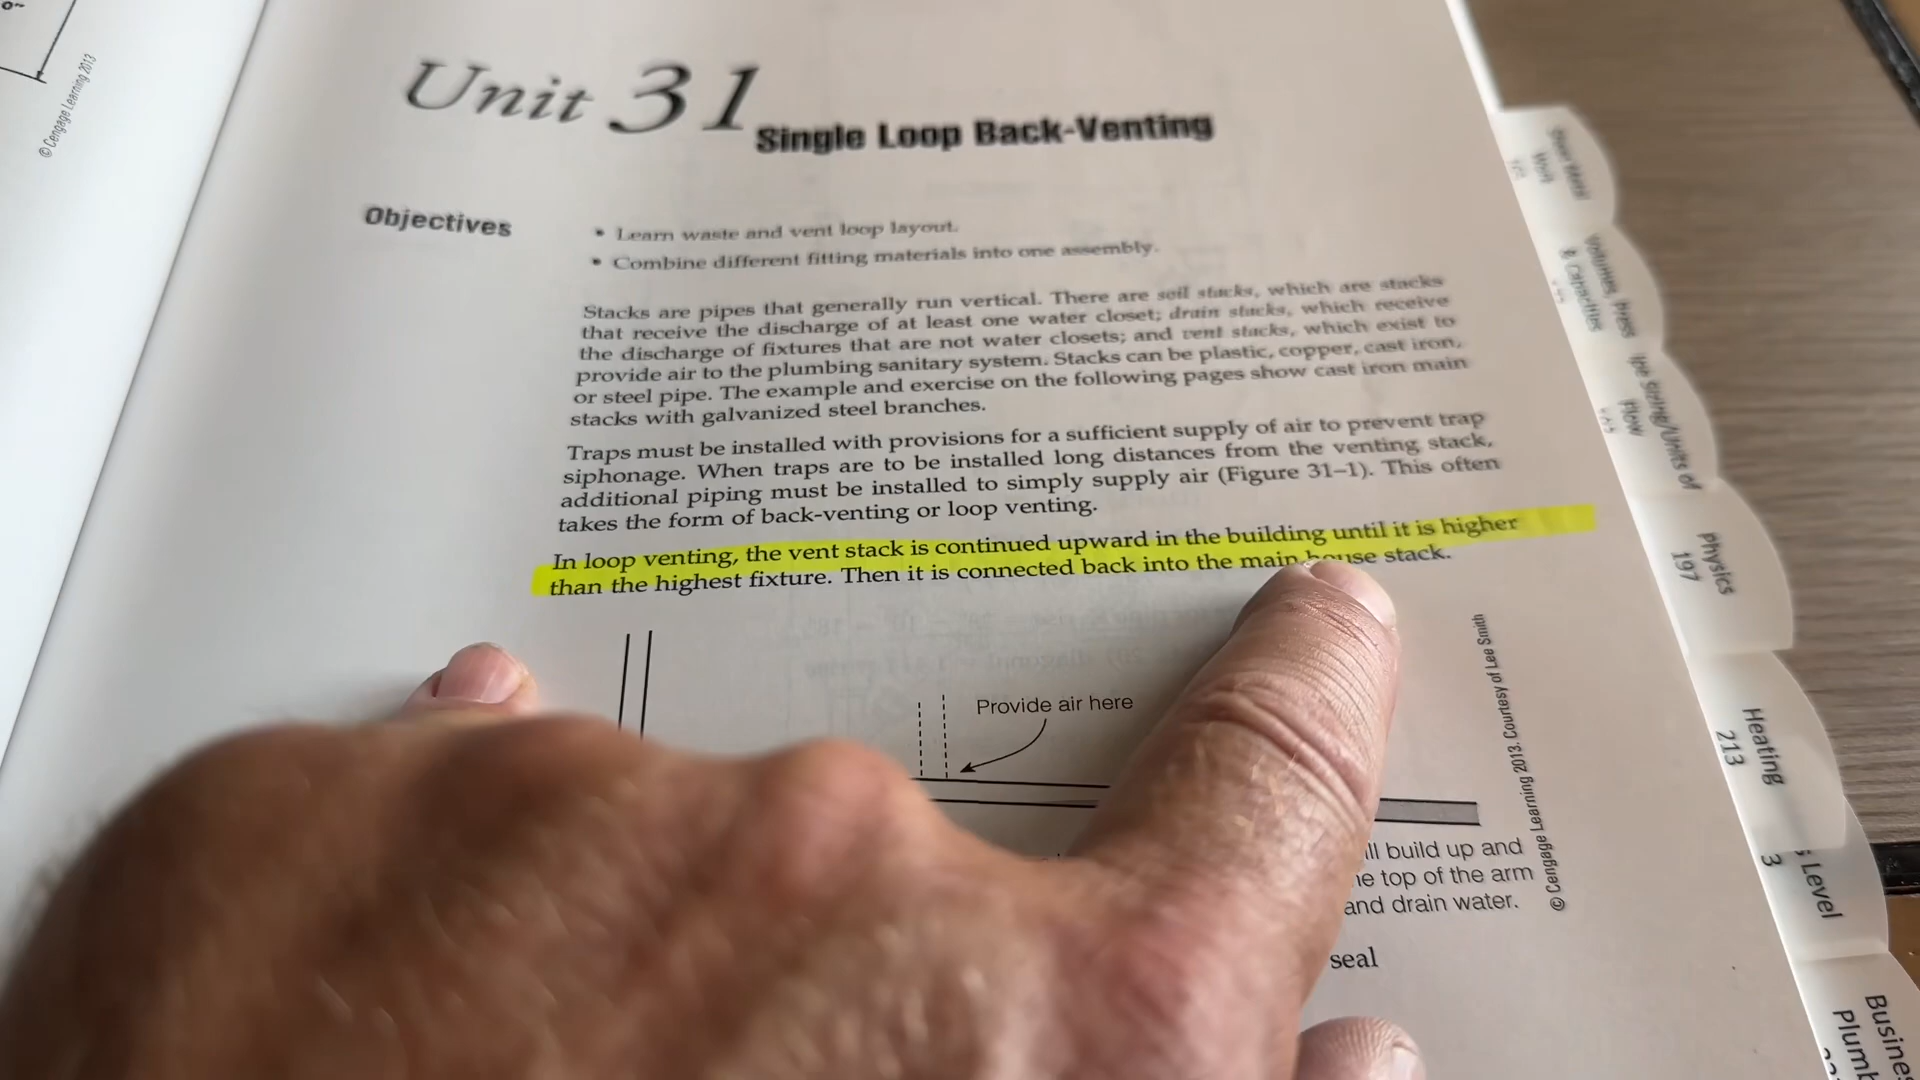 © Cengage Learning 2013
Unit 31
Single Loop Back-Venting
Objectives
• Learn waste and vent loop layout.
• Combine different fitting materials into one assembly.
Stacks are pipes that generally run vertical. There are soil stacks, which are stacks
that receive the discharge of at least one water closet; drain stacks, which receive
the discharge of fixtures that are not water closets; and vent stacks, which exist to
provide air to the plumbing sanitary system. Stacks can be plastic, copper, cast iron,
or steel pipe. The example and exercise on the following pages show cast iron main
stacks with galvanized steel branches.
Traps must be installed with provisions for a sufficient supply of air to prevent trap
siphonage. When traps are to be installed long distances from the venting stack,
additional piping must be installed to simply supply air (Figure 31–1). This often
takes the form of back-venting or loop venting.
In loop venting, the vent stack is continued upward in the building until it is higher
than the highest fixture. Then it is connected back into the main house stack.
Provide air here
build up and
top of the arm
and drain water.
seal
© Cengage Learning 2013. Courtesy of Lee Smith
Sheet Metal
Work
Volumes, Mass
& Capacities
Pipe Sizing/Units of
Flow
Physics
197
Heating
213
Level
3